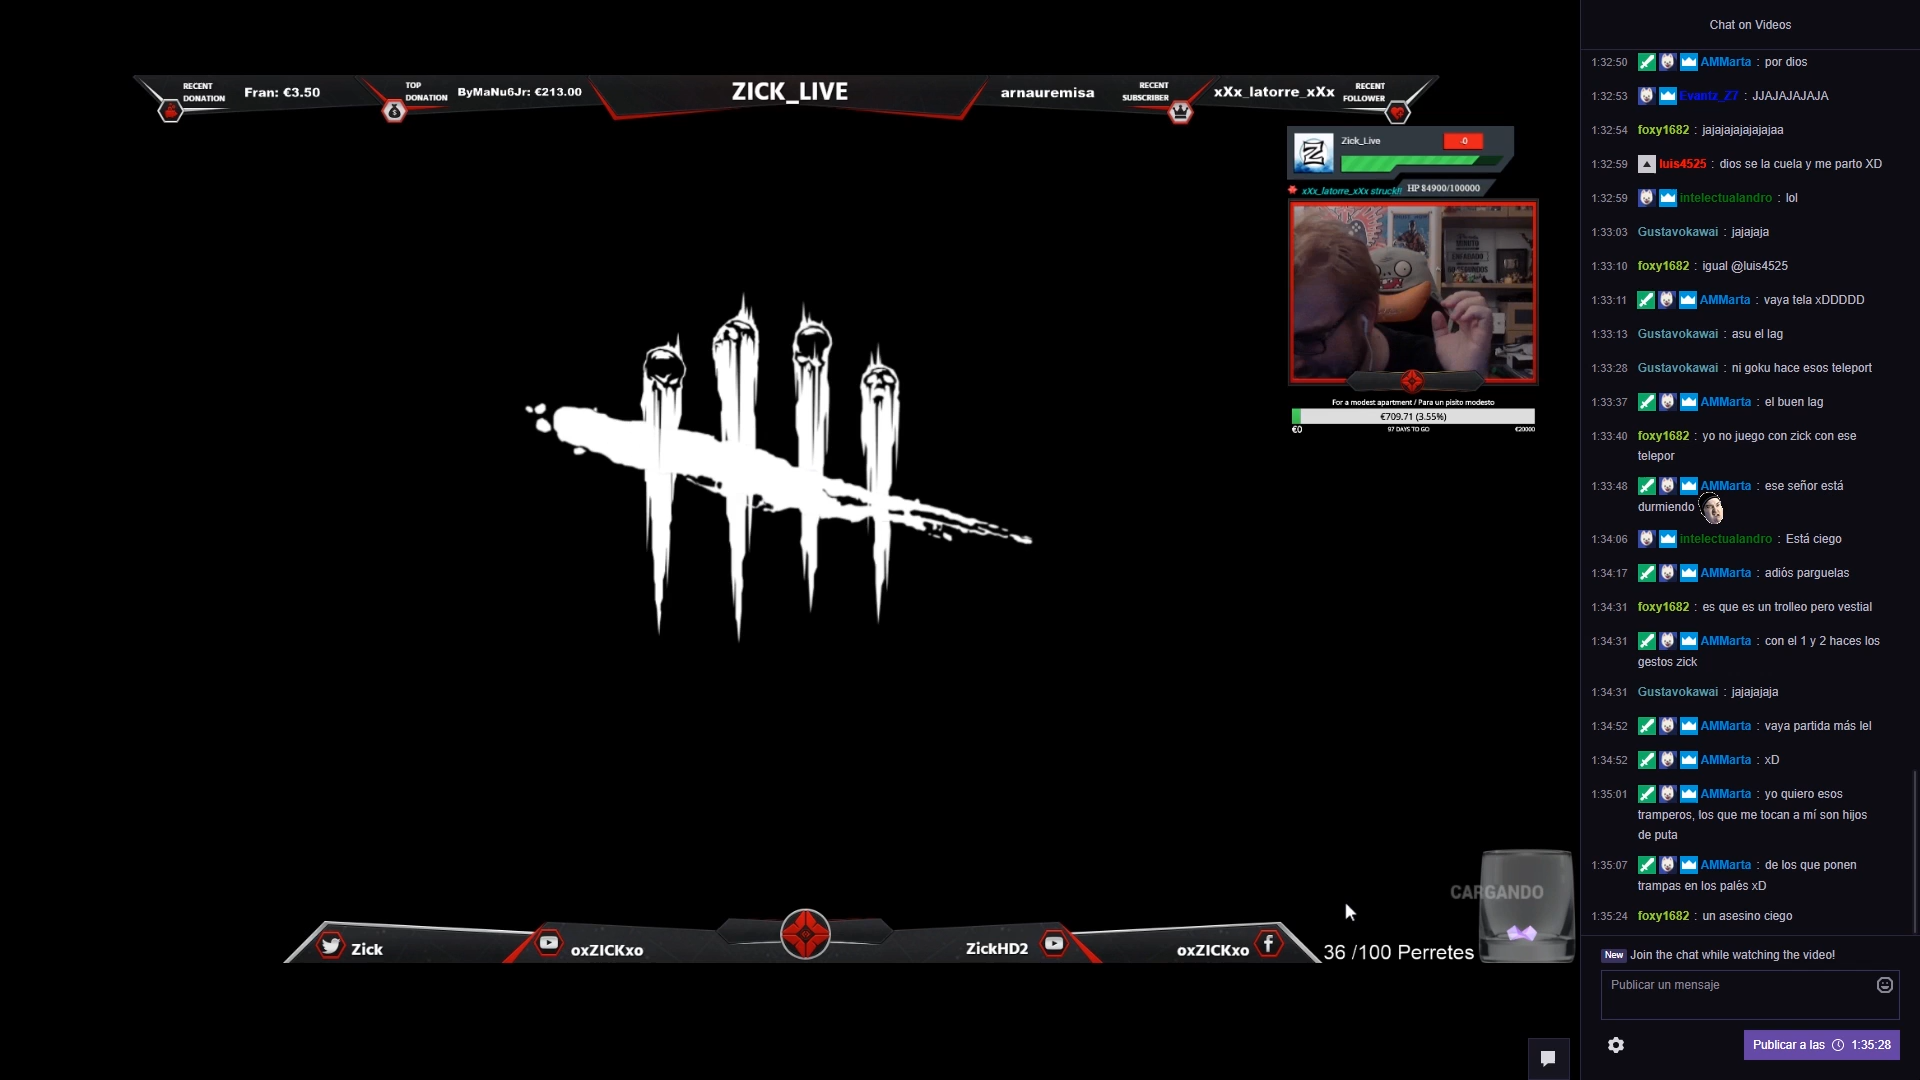 RECENT
DONATION
Fran: €3.50
TOP
DONATION
ByMaNu6Jr: €213.00
ZICK_LIVE
arnauremisa
RECENT
SUBSCRIBER
xXx_latorre_xXx
RECENT
FOLLOWER
Zick_Live
-0
xXx_latorre_xXx struck!!
HP 84900/100000
For a modest apartment / Para un pisito modesto
€709.71 (3.55%)
€0
97 DAYS TO GO
€20000
CARGANDO
36 /100 Perretes
Zick
oxZICKxo
ZickHD2
oxZICKxo
Chat on Videos
1:32:50 AMMarta : por dios
1:32:53 Evantz_Z7 : JJAJAJAJAJA
1:32:54 foxy1682 : jajajajajajajajaa
1:32:59 luis4525 : dios se la cuela y me parto XD
1:32:59 intelectualandro : lol
1:33:03 Gustavokawai : jajajaja
1:33:10 foxy1682 : igual @luis4525
1:33:11 AMMarta : vaya tela xDDDDD
1:33:13 Gustavokawai : asu el lag
1:33:28 Gustavokawai : ni goku hace esos teleport
1:33:37 AMMarta : el buen lag
1:33:40 foxy1682 : yo no juego con zick con ese
telepor
1:33:48 AMMarta : ese señor está
durmiendo
1:34:06 intelectualandro : Está ciego
1:34:17 AMMarta : adiós parguelas
1:34:31 foxy1682 : es que es un trolleo pero vestial
1:34:31 AMMarta : con el 1 y 2 haces los
gestos zick
1:34:31 Gustavokawai : jajajajaja
1:34:52 AMMarta : vaya partida más lel
1:34:52 AMMarta : xD
1:35:01 AMMarta : yo quiero esos
tramperos, los que me tocan a mí son hijos
de puta
1:35:07 AMMarta : de los que ponen
trampas en los palés xD
1:35:24 foxy1682 : un asesino ciego
New Join the chat while watching the video!
Publicar un mensaje
Publicar a las 1:35:28